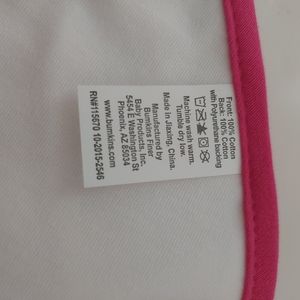 Front: 100% Cotton
Back: 100% Cotton
with Polyurethane backing
Machine wash warm.
Tumble dry low.
Made in Jiaxing, China.
Manufactured by
Bumkins Finer
Baby Products, Inc.
5454 E Washington St
Phoenix, AZ 85034
www.bumkins.com
RN#115670 10-2015-2546